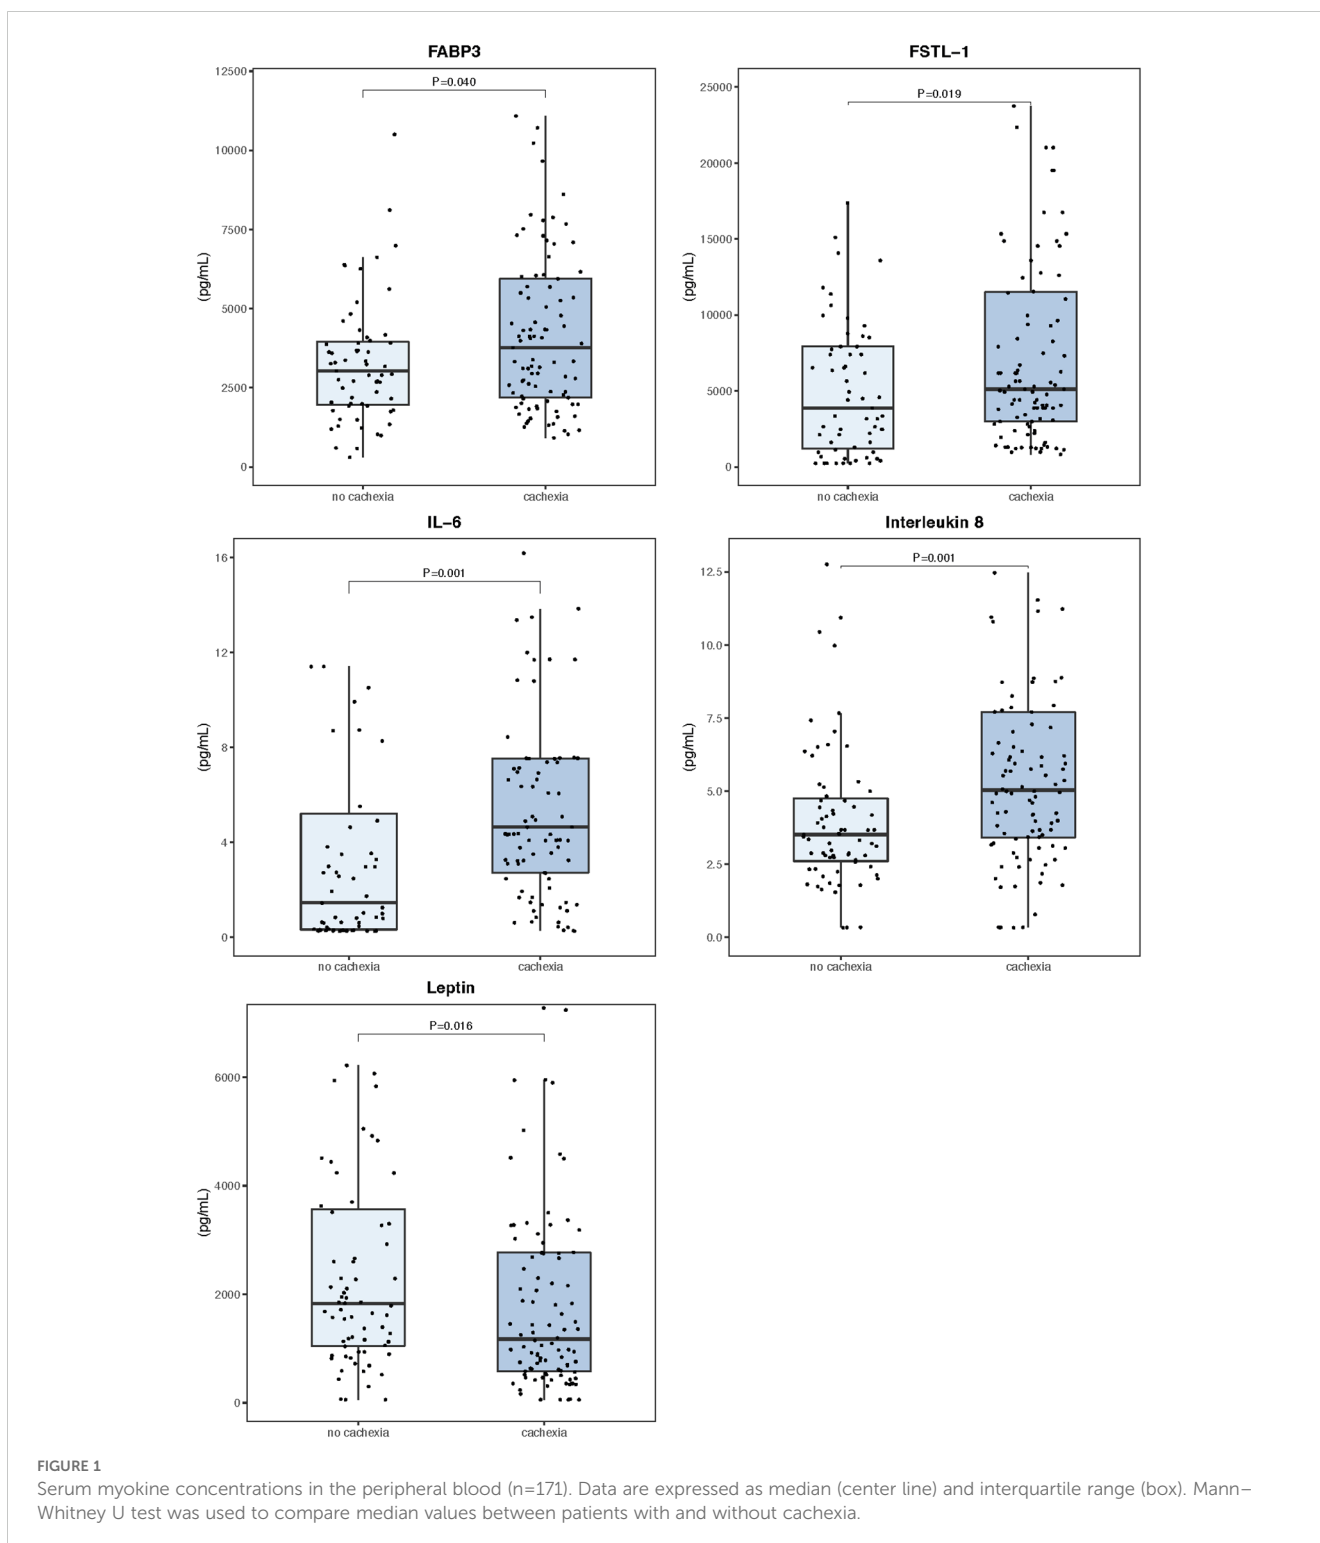 FABP3
12500
10000
7500
5000
2500
0
(pg/mL)
P=0.040
no cachexia
cachexia
FSTL−1
25000
20000
15000
10000
5000
0
(pg/mL)
P=0.019
no cachexia
cachexia
IL−6
16
12
8
4
0
(pg/mL)
P=0.001
no cachexia
cachexia
Interleukin 8
12.5
10.0
7.5
5.0
2.5
0.0
(pg/mL)
P=0.001
no cachexia
cachexia
Leptin
6000
4000
2000
0
(pg/mL)
P=0.016
no cachexia
cachexia
FIGURE 1
Serum myokine concentrations in the peripheral blood (n=171). Data are expressed as median (center line) and interquartile range (box). Mann–
Whitney U test was used to compare median values between patients with and without cachexia.